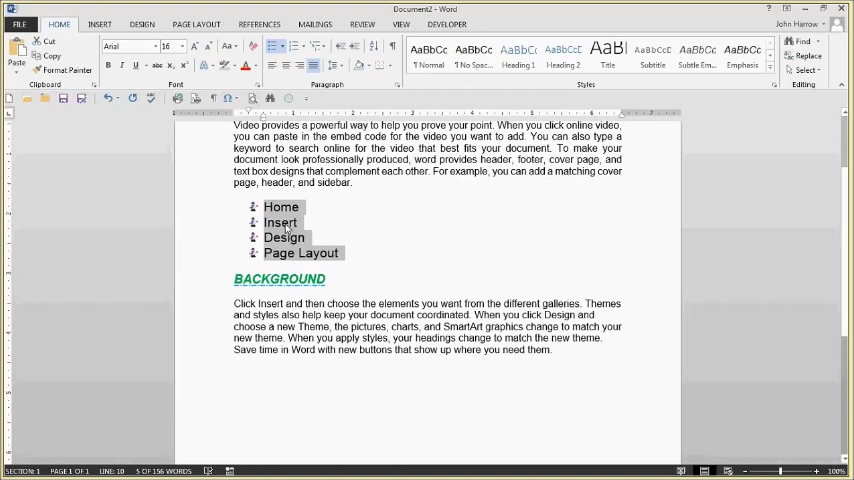 Document2 - Word
John Harrow
FILE HOME INSERT DESIGN PAGE LAYOUT REFERENCES MAILINGS REVIEW VIEW DEVELOPER
Cut
Copy
Format Painter
Paste
Arial 16
AaBbCc AaBbCc AaBbCc AaBbCc AaBl AaBbCc AaBbCc AaBbCc
¶ Normal ¶ No Spac... Heading 1 Heading 2 Title Subtitle Subtle Em... Emphasis
Find
Replace
Select
Clipboard Font Paragraph Styles Editing
Video provides a powerful way to help you prove your point. When you click online video,
you can paste in the embed code for the video you want to add. You can also type a
keyword to search online for the video that best fits your document. To make your
document look professionally produced, word provides header, footer, cover page, and
text box designs that complement each other. For example, you can add a matching cover
page, header, and sidebar.
Home
Insert
Design
Page Layout
BACKGROUND
Click Insert and then choose the elements you want from the different galleries. Themes
and styles also help keep your document coordinated. When you click Design and
choose a new Theme, the pictures, charts, and SmartArt graphics change to match your
new theme. When you apply styles, your headings change to match the new theme.
Save time in Word with new buttons that show up where you need them.
SECTION: 1 PAGE 1 OF 1 LINE: 10 5 OF 156 WORDS 100%